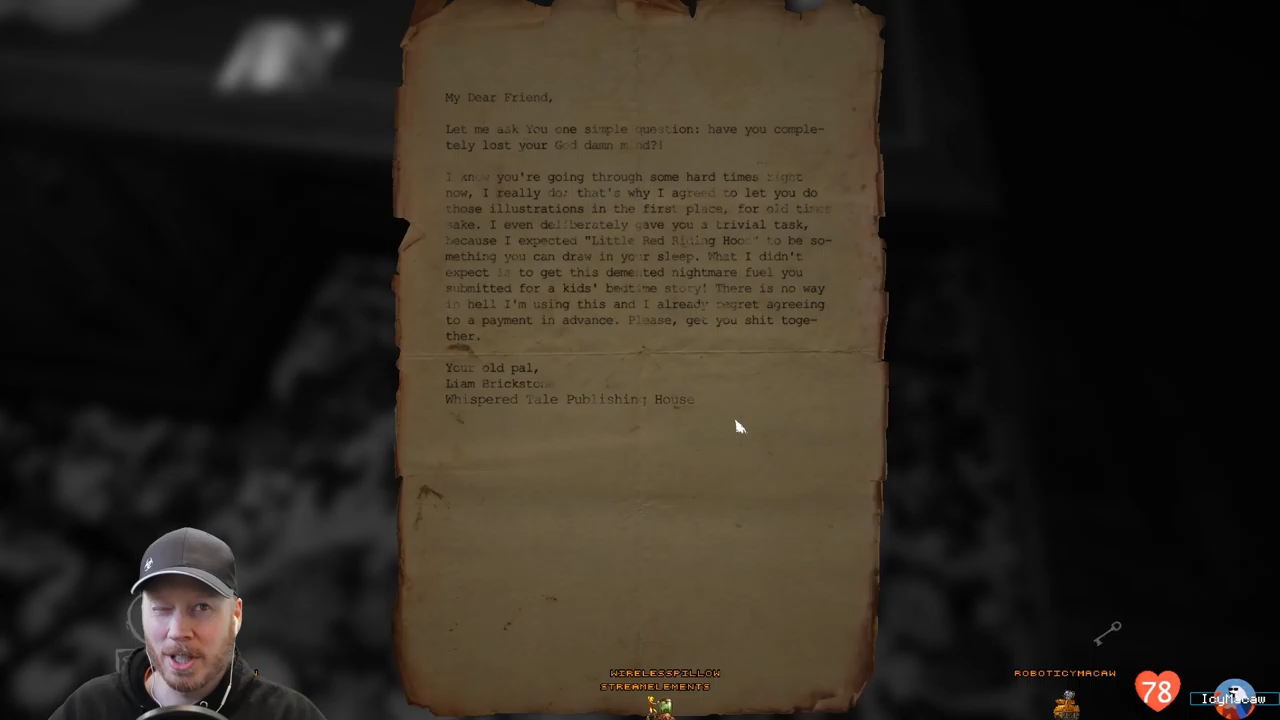 My Dear Friend,
Let me ask You one simple question: have you comple-
tely lost your God damn mind?!
I know you're going through some hard times right
now, I really do: that's why I agreed to let you do
those illustrations in the first place, for old times
sake. I even deliberately gave you a trivial task,
because I expected "Little Red Riding Hood" to be so-
mething you can draw in your sleep. What I didn't
expect is to get this demented nightmare fuel you
submitted for a kids' bedtime story! There is no way
in hell I'm using this and I already regret agreeing
to a payment in advance. Please, get you shit toge-
ther.
Your old pal,
Liam Brickstone
Whispered Tale Publishing House
WIRELESSPILLOW
STREAMELEMENTS
ROBOTICYMACAW
78
IcyMacaw